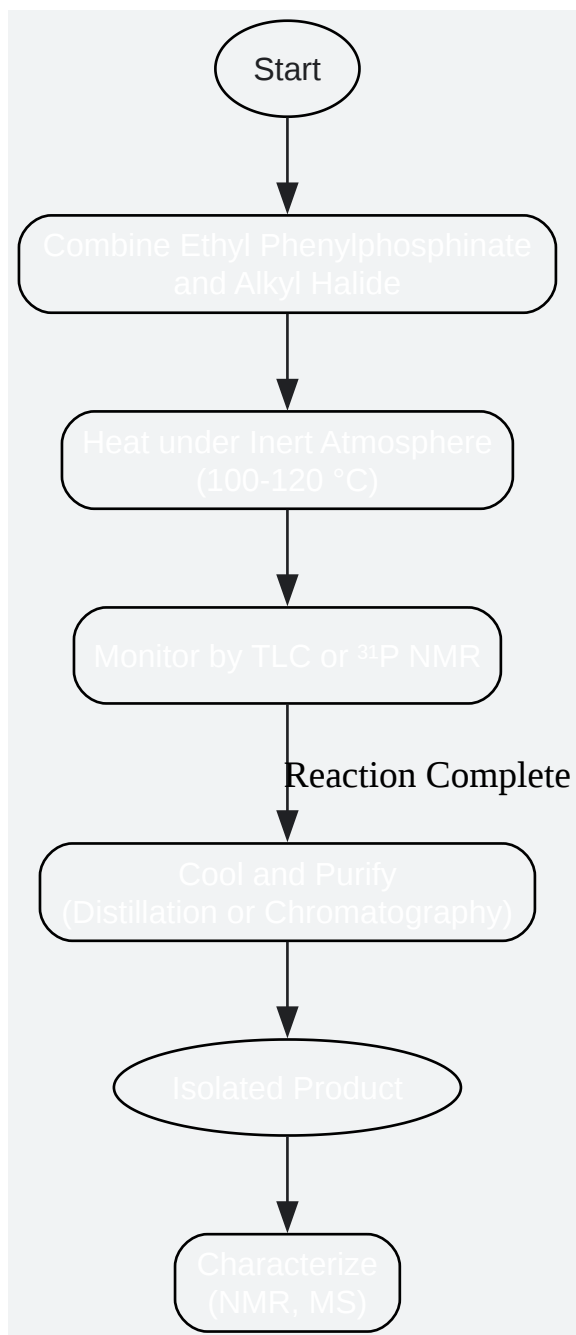 Start
Combine Ethyl Phenylphosphinate
and Alkyl Halide
Heat under Inert Atmosphere
(100-120 °C)
Monitor by TLC or ³¹P NMR
Reaction Complete
Cool and Purify
(Distillation or Chromatography)
Isolated Product
Characterize
(NMR, MS)